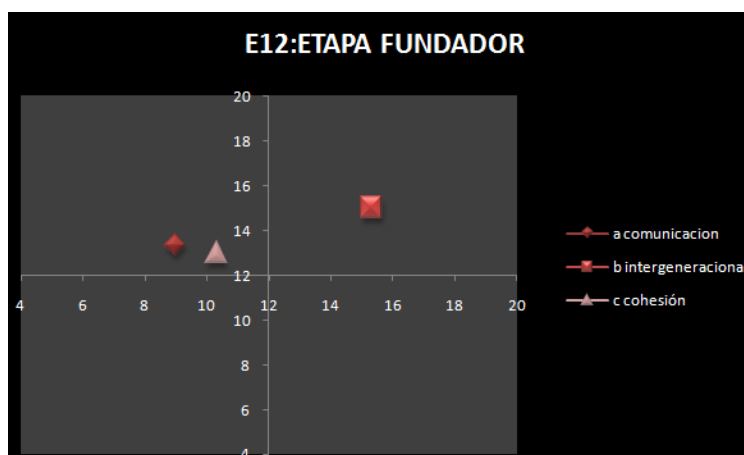 E12:ETAPA FUNDADOR
20
18
16
14
12
4 6 8 10 12 14 16 18 20
10
8
6
4
a comunicacion
b intergeneraciona
c cohesión